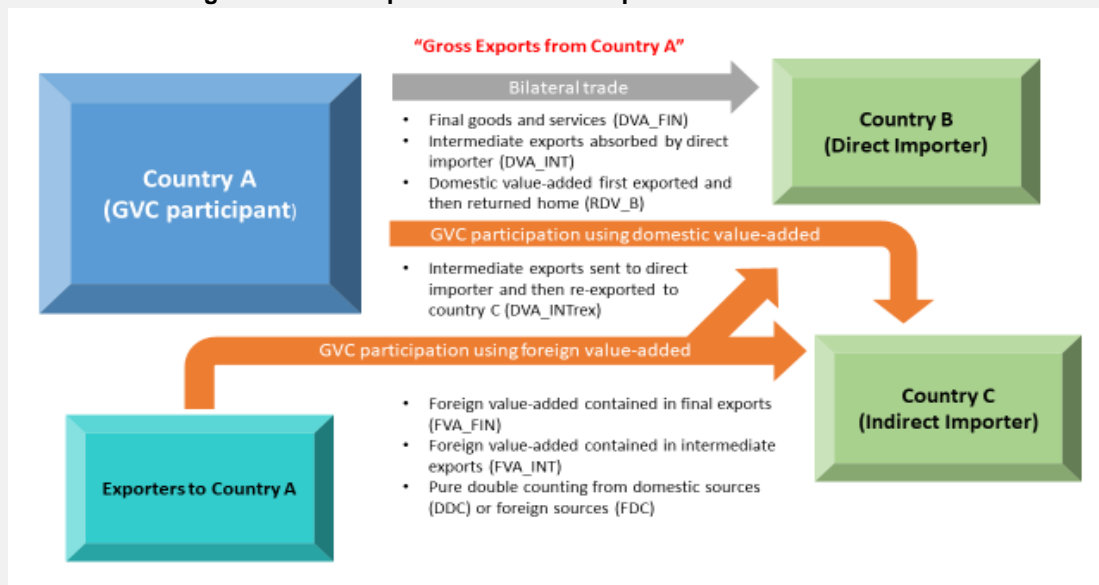 “Gross Exports from Country A”
Bilateral trade
• Final goods and services (DVA_FIN)
• Intermediate exports absorbed by direct
importer (DVA_INT)
• Domestic value-added first exported and
then returned home (RDV_B)
Country A
(GVC participant)
Country B
(Direct Importer)
GVC participation using domestic value-added
• Intermediate exports sent to direct
importer and then re-exported to
country C (DVA_INTrex)
GVC participation using foreign value-added
• Foreign value-added contained in final exports
(FVA_FIN)
• Foreign value-added contained in intermediate
exports (FVA_INT)
• Pure double counting from domestic sources
(DDC) or foreign sources (FDC)
Exporters to Country A
Country C
(Indirect Importer)